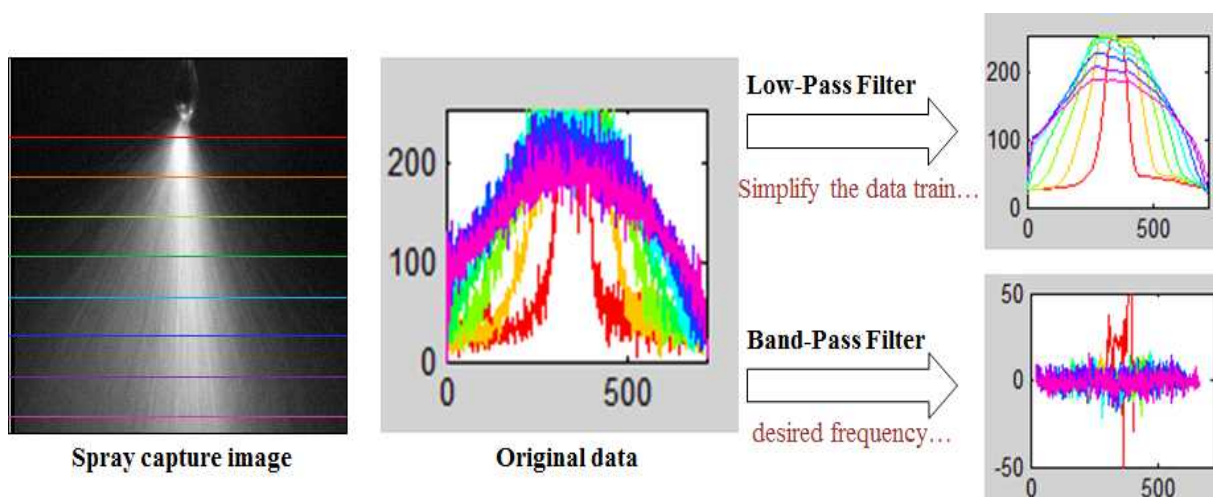 Spray capture image
200
100
0
0
500
Original data
Low-Pass Filter
Simplify the data train...
200
100
0
0
500
Band-Pass Filter
desired frequency...
50
0
-50
0
500